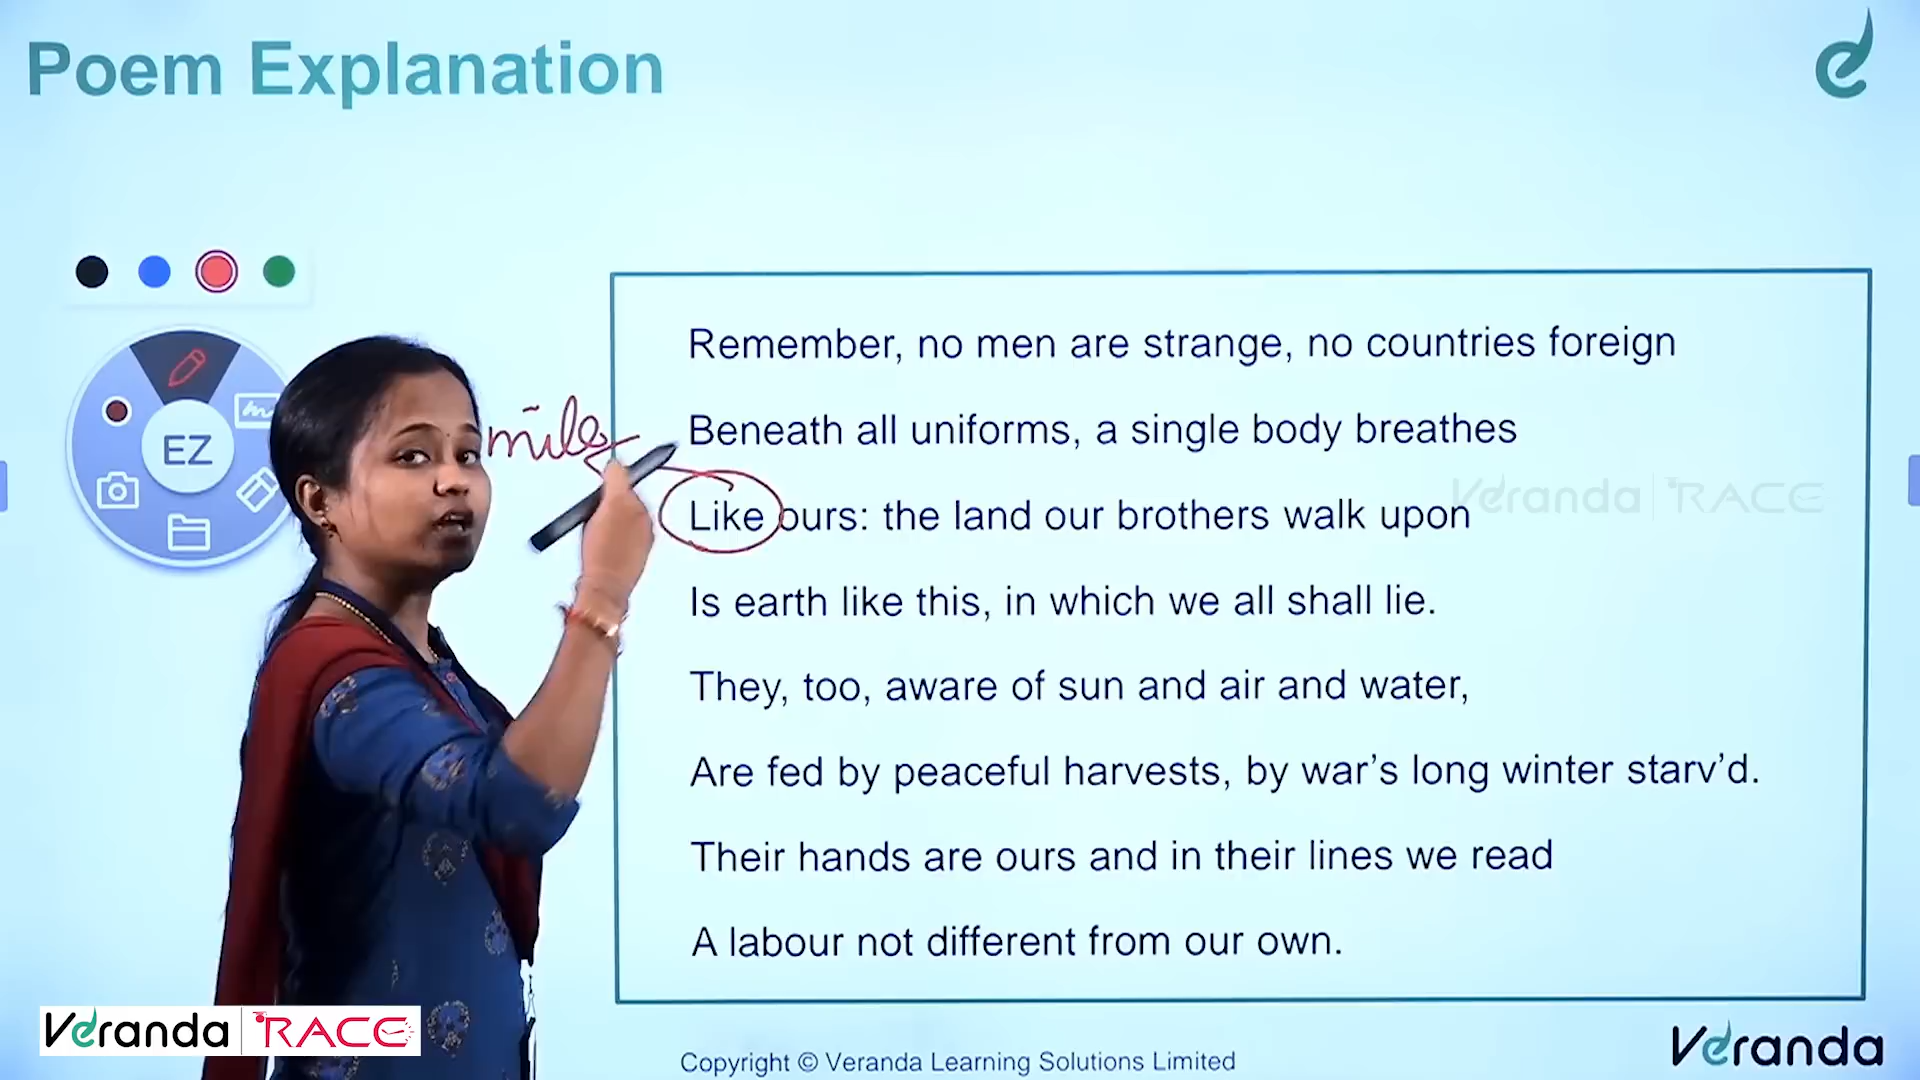 Poem Explanation
EZ
Remember, no men are strange, no countries foreign
Beneath all uniforms, a single body breathes
Like ours: the land our brothers walk upon
Is earth like this, in which we all shall lie.
They, too, aware of sun and air and water,
Are fed by peaceful harvests, by war's long winter starv'd.
Their hands are ours and in their lines we read
A labour not different from our own.
Veranda RACE
Veranda RACE
Copyright © Veranda Learning Solutions Limited
Veranda